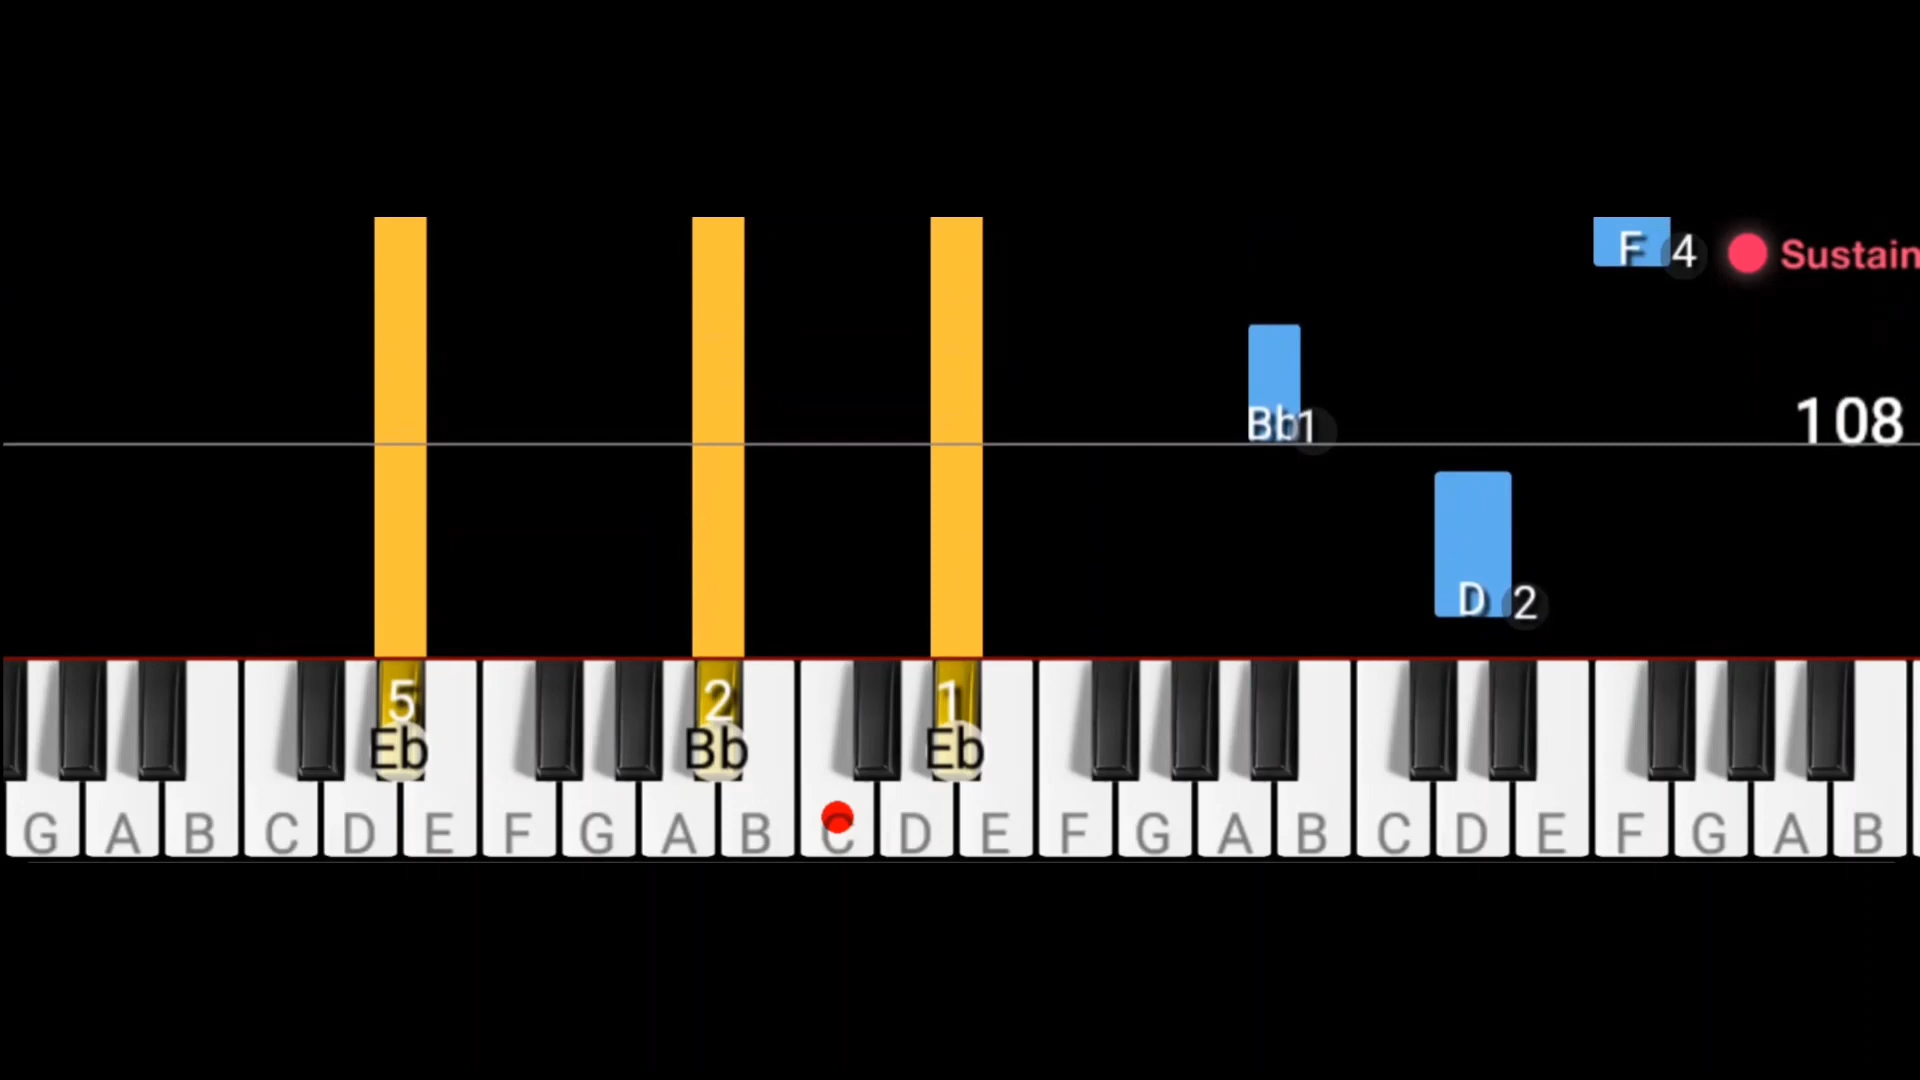 F 4
Sustain
Bb1
108
D 2
5 2 1
Eb Bb Eb
G A B C D E F G A B C D E F G A B C D E F G A B